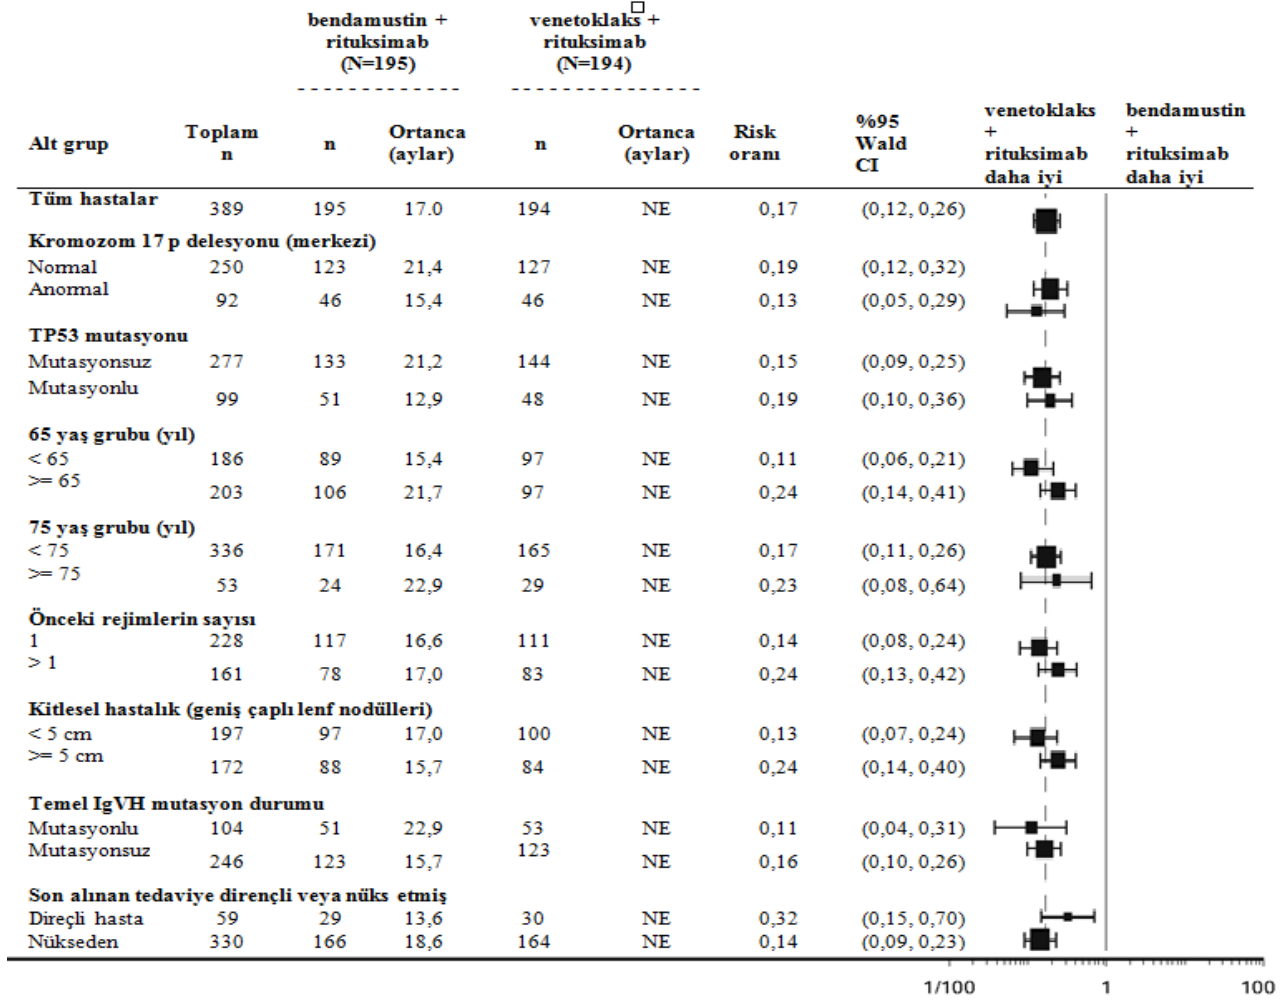 bendamustin +
rituksimab
(N=195)
venetoklaks +
rituksimab
(N=194)
Alt grup
Toplam
n
n
Ortanca
(aylar)
n
Ortanca
(aylar)
Risk
oranı
%95
Wald
CI
venetoklaks
+
rituksimab
daha iyi
bendamustin
+
rituksimab
daha iyi
Tüm hastalar
389 195 17.0 194 NE 0,17 (0,12, 0,26)
Kromozom 17 p delesyonu (merkezi)
Normal 250 123 21,4 127 NE 0,19 (0,12, 0,32)
Anormal
92 46 15,4 46 NE 0,13 (0,05, 0,29)
TP53 mutasyonu
Mutasyonsuz 277 133 21,2 144 NE 0,15 (0,09, 0,25)
Mutasyonlu
99 51 12,9 48 NE 0,19 (0,10, 0,36)
65 yaş grubu (yıl)
< 65 186 89 15,4 97 NE 0,11 (0,06, 0,21)
>= 65
203 106 21,7 97 NE 0,24 (0,14, 0,41)
75 yaş grubu (yıl)
< 75 336 171 16,4 165 NE 0,17 (0,11, 0,26)
>= 75
53 24 22,9 29 NE 0,23 (0,08, 0,64)
Önceki rejimlerin sayısı
1 228 117 16,6 111 NE 0,14 (0,08, 0,24)
> 1
161 78 17,0 83 NE 0,24 (0,13, 0,42)
Kitlesel hastalık (geniş çaplı lenf nodülleri)
< 5 cm 197 97 17,0 100 NE 0,13 (0,07, 0,24)
>= 5 cm
172 88 15,7 84 NE 0,24 (0,14, 0,40)
Temel IgVH mutasyon durumu
Mutasyonlu 104 51 22,9 53 NE 0,11 (0,04, 0,31)
Mutasyonsuz
246 123 15,7 123 NE 0,16 (0,10, 0,26)
Son alınan tedaviye dirençli veya nüks etmiş
Direçli hasta 59 29 13,6 30 NE 0,32 (0,15, 0,70)
Nükseden 330 166 18,6 164 NE 0,14 (0,09, 0,23)
1/100 1 100